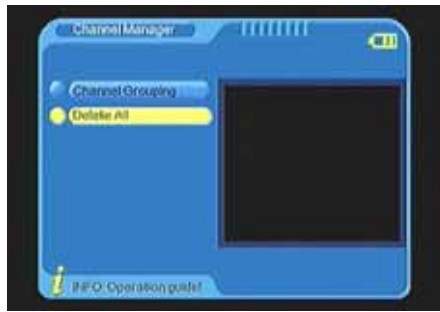 Channel Manager
Channel Grouping
Delete All
INFO: Operation guide!